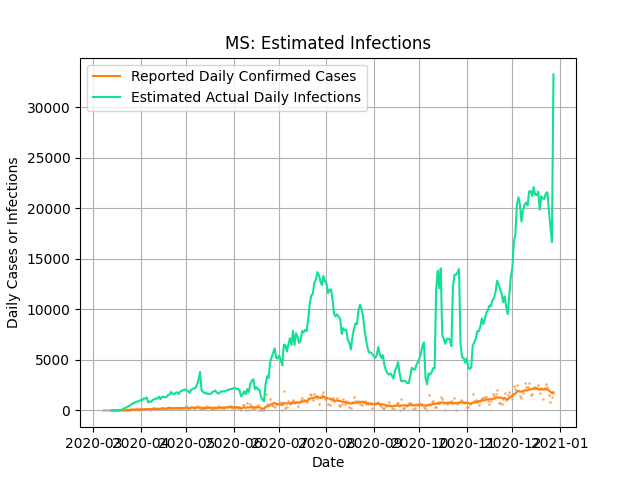 MS: Estimated Infections
Reported Daily Confirmed Cases
Estimated Actual Daily Infections
Daily Cases or Infections
30000
25000
20000
15000
10000
5000
0
2020-03 2020-04 2020-05 2020-06 2020-07 2020-08 2020-09 2020-10 2020-11 2020-12 2021-01
Date